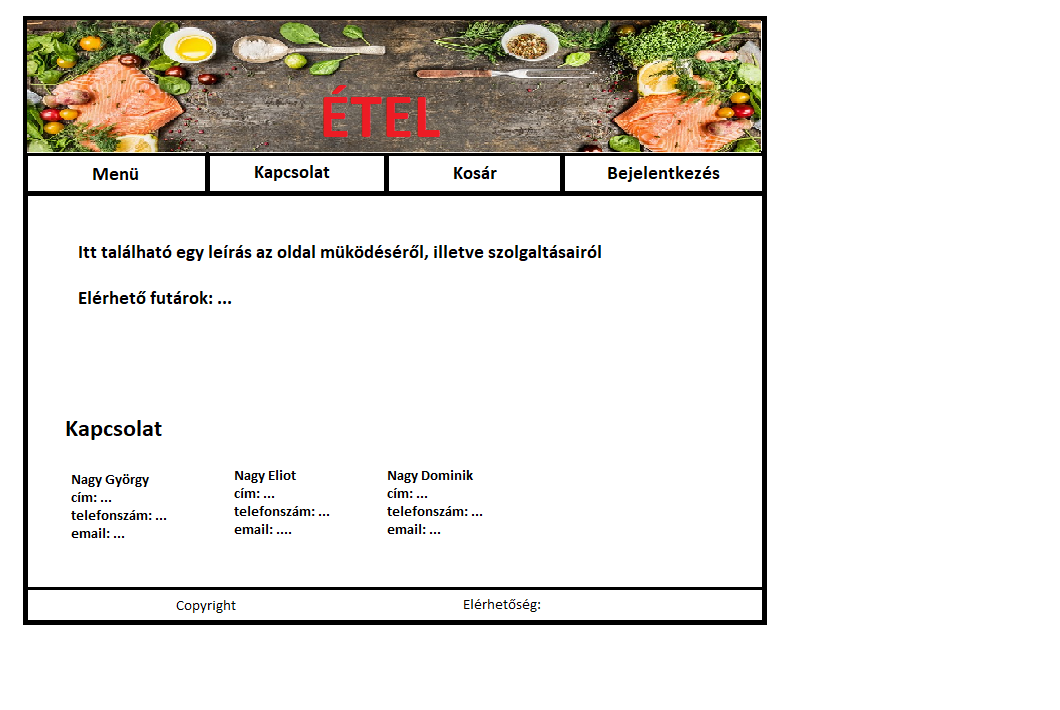 ÉTEL
Menü
Kapcsolat
Kosár
Bejelentkezés
Itt található egy leírás az oldal müködéséről, illetve szolgaltásairól
Elérhető futárok: ...
Kapcsolat
Nagy György
cím: ...
telefonszám: ...
email: ...
Nagy Eliot
cím: ...
telefonszám: ...
email: ....
Nagy Dominik
cím: ...
telefonszám: ...
email: ...
Copyright
Elérhetőség: